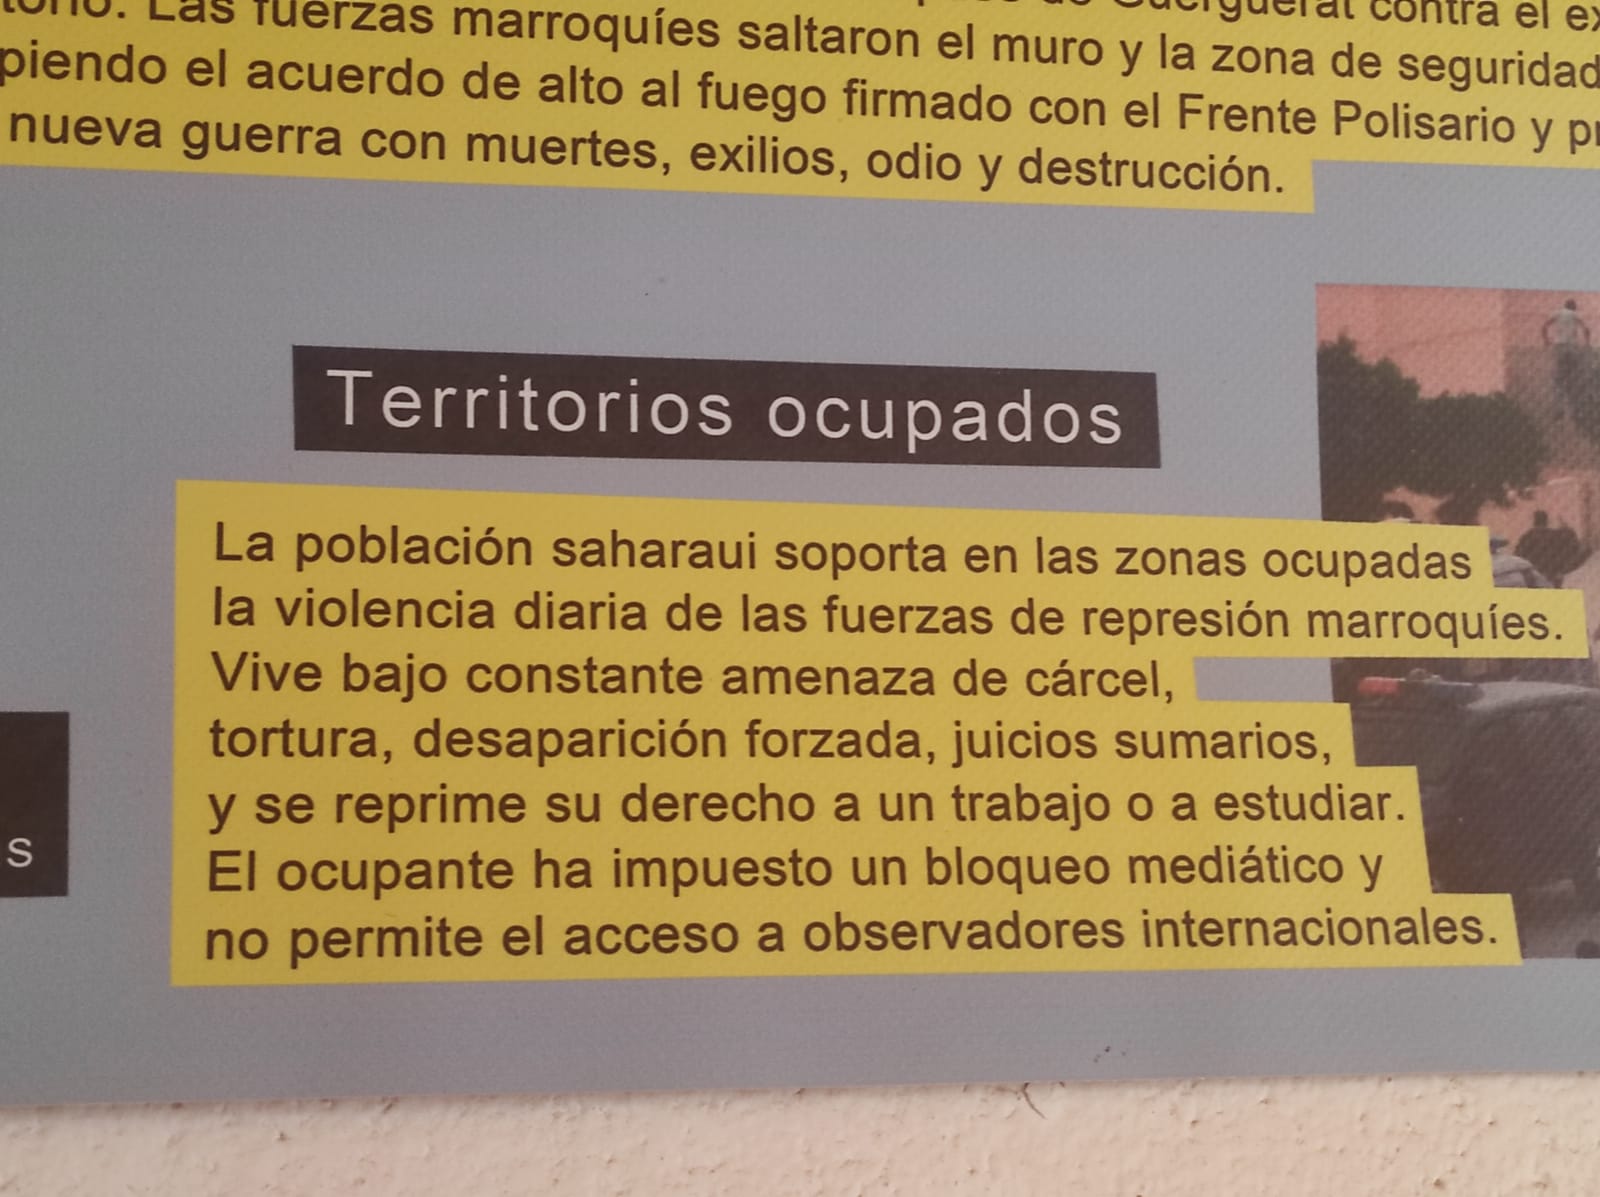 Las fuerzas marroquíes saltaron el muro y la zona de seguridad
el acuerdo de alto al fuego firmado con el Frente Polisario y
nueva guerra con muertes, exilios, odio y destrucción.
Territorios ocupados
La población saharaui soporta en las zonas ocupadas
la violencia diaria de las fuerzas de represión marroquíes.
Vive bajo constante amenaza de cárcel,
tortura, desaparición forzada, juicios sumarios,
y se reprime su derecho a un trabajo o a estudiar.
El ocupante ha impuesto un bloqueo mediático y
no permite el acceso a observadores internacionales.
s